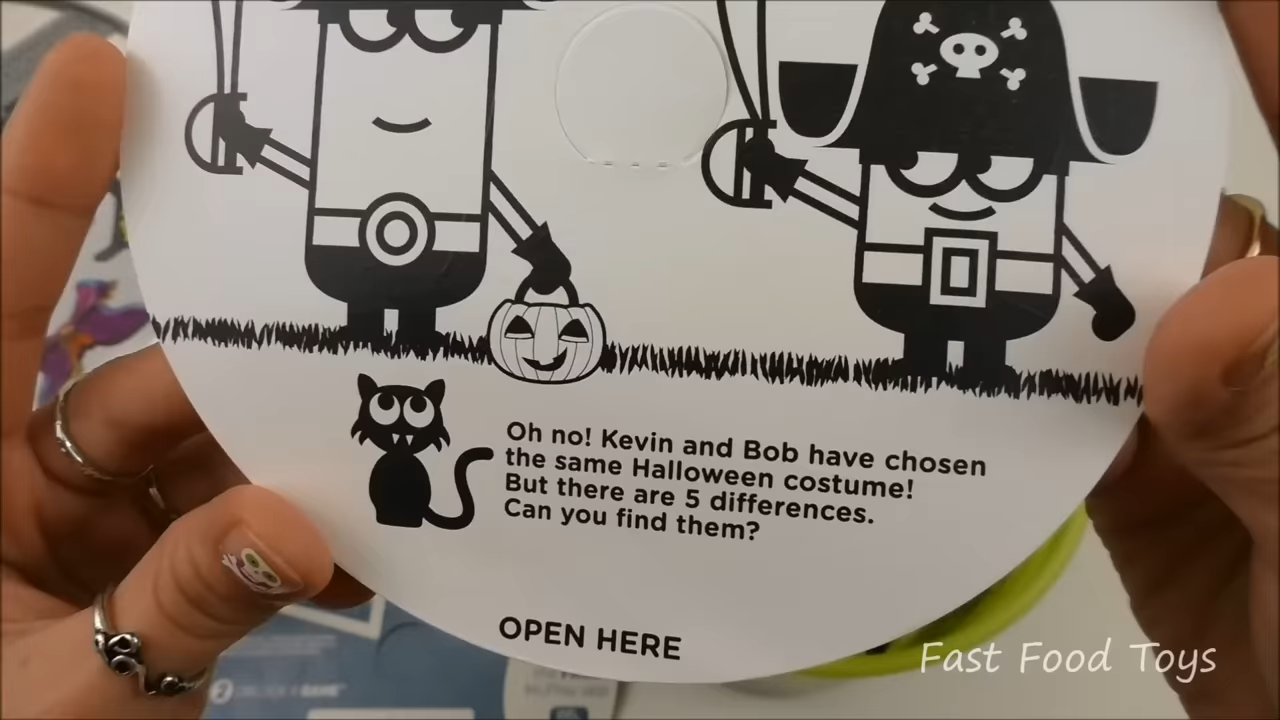 Oh no! Kevin and Bob have chosen
the same Halloween costume!
But there are 5 differences.
Can you find them?
OPEN HERE
Fast Food Toys